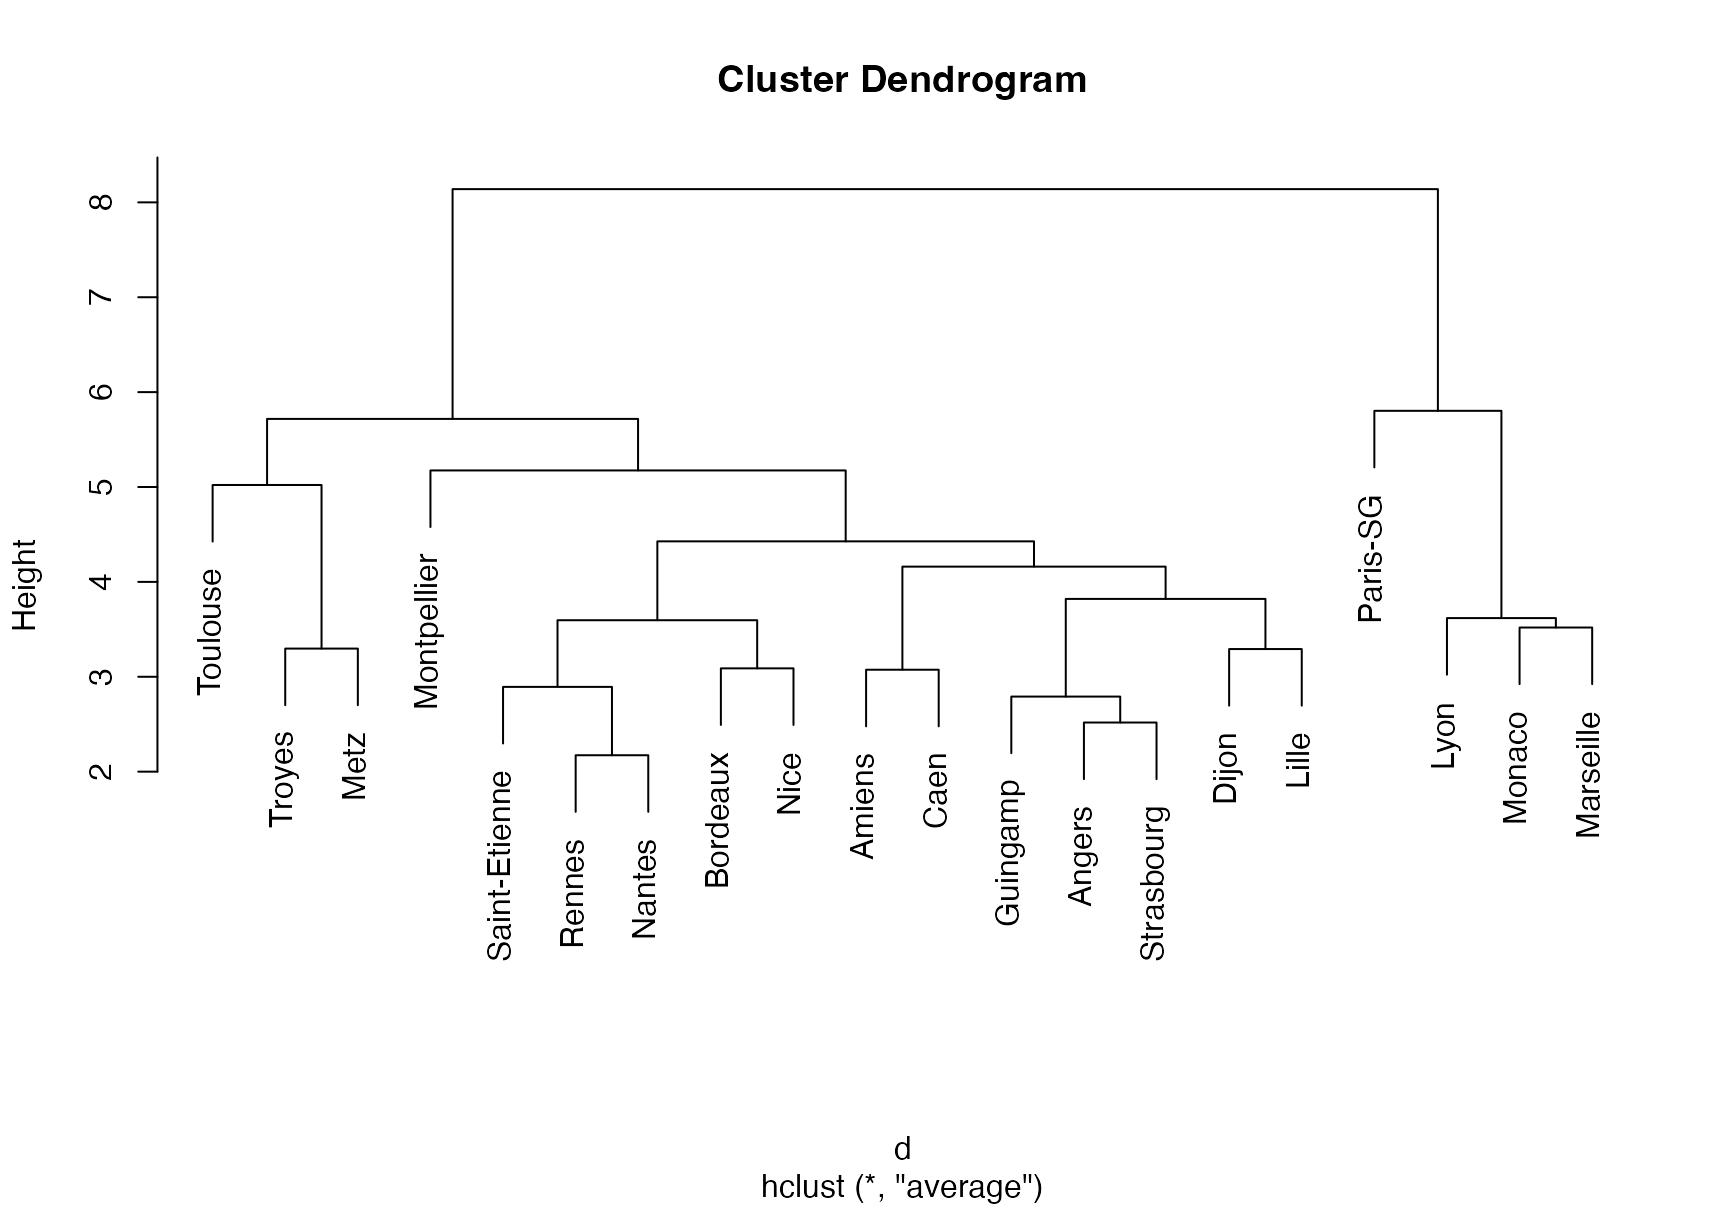 Cluster Dendrogram
Height
8
7
6
5
4
3
2
Toulouse
Troyes
Metz
Montpellier
Saint-Etienne
Rennes
Nantes
Bordeaux
Nice
Amiens
Caen
Guingamp
Angers
Strasbourg
Dijon
Lille
Paris-SG
Lyon
Monaco
Marseille
d
hclust (*, "average")